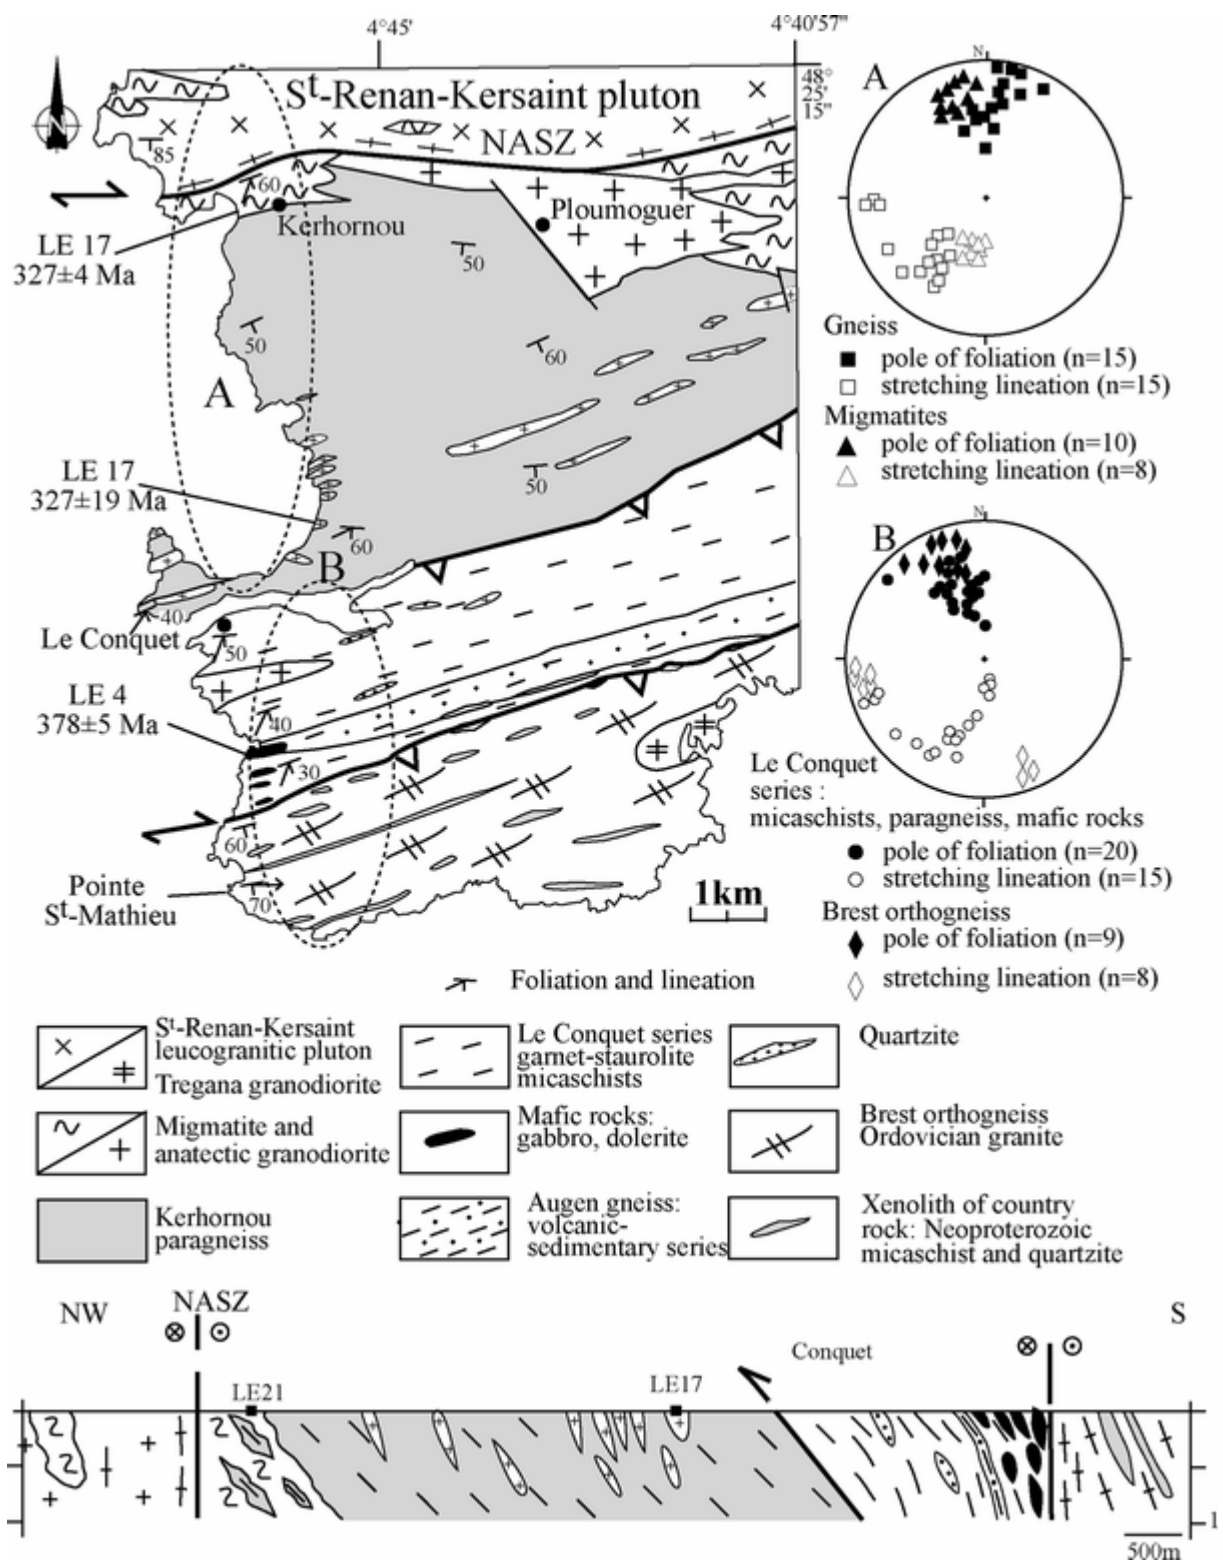 4°45'
4°40'57"
48°
25'
15"
St-Renan-Kersaint pluton
NASZ
85
60
Kerhornou
Ploumoguer
LE 17
327±4 Ma
50
50
60
A
LE 17
327±19 Ma
50
60
B
40
Le Conquet
50
LE 4
378±5 Ma
40
30
60
Pointe
St-Mathieu
70
1km
N
A
N
Gneiss
pole of foliation (n=15)
stretching lineation (n=15)
Migmatites
pole of foliation (n=10)
stretching lineation (n=8)
N
B
Le Conquet
series :
micaschists, paragneiss, mafic rocks
pole of foliation (n=20)
stretching lineation (n=15)
Brest orthogneiss
pole of foliation (n=9)
stretching lineation (n=8)
Foliation and lineation
St-Renan-Kersaint
leucogranitic pluton
Tregana granodiorite
Le Conquet series
garnet-staurolite
micaschists
Quartzite
Migmatite and
anatectic granodiorite
Mafic rocks:
gabbro, dolerite
Brest orthogneiss
Ordovician granite
Kerhornou
paragneiss
Augen gneiss:
volcanic-
sedimentary series
Xenolith of country
rock: Neoproterozoic
micaschist and quartzite
NW
NASZ
S
Conquet
LE21
LE17
1
500m